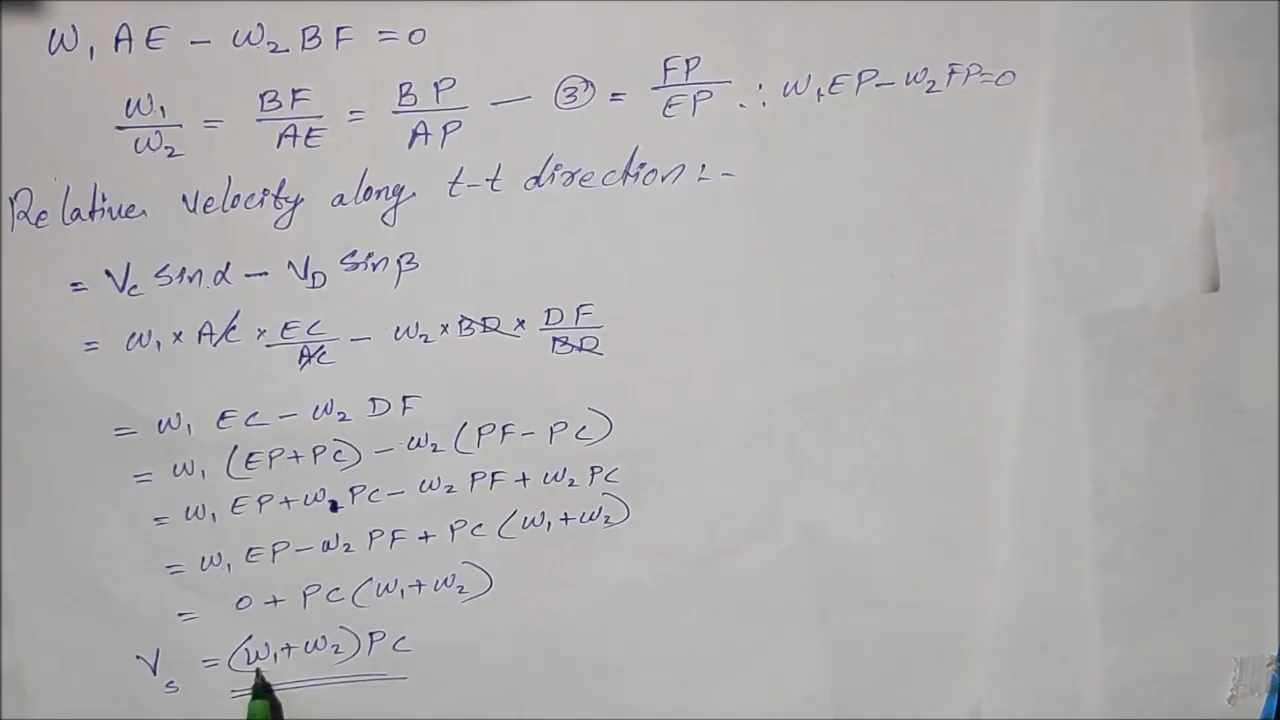 ω₁ AE − ω₂ BF = 0
ω₁/ω₂ = BF/AE = BP/AP — ③ = FP/EP ∴ ω₁EP − ω₂FP = 0
Relative velocity along t-t direction :-
= Vc sin α − VD sin β
= ω₁ × AC × EC/AC − ω₂ × BD × DF/BD
= ω₁ EC − ω₂ DF
= ω₁ (EP + PC) − ω₂ (PF − PC)
= ω₁ EP + ω₁ PC − ω₂ PF + ω₂ PC
= ω₁ EP − ω₂ PF + PC (ω₁ + ω₂)
= 0 + PC (ω₁ + ω₂)
Vs = (ω₁ + ω₂) PC